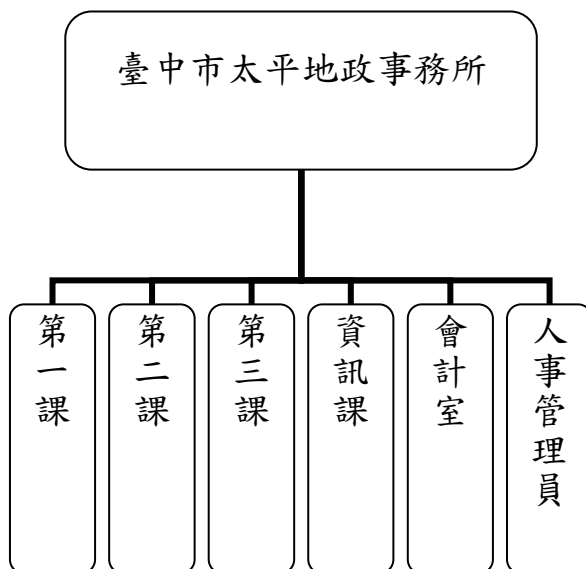 臺中市太平地政事務所
第一課
第二課
第三課
資訊課
會計室
人事管理員